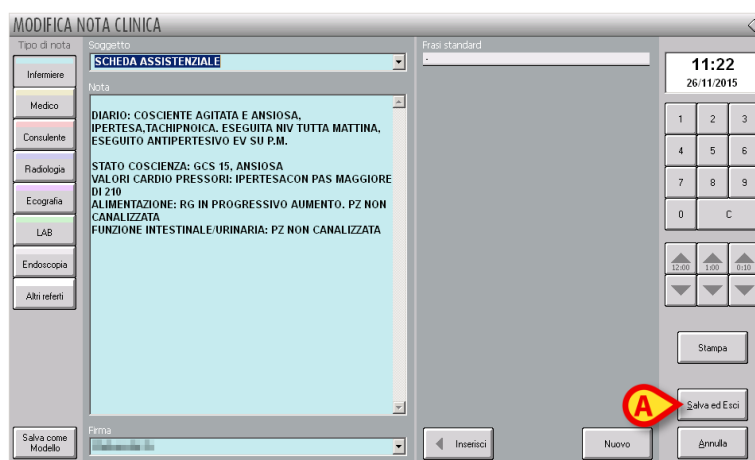 MODIFICA NOTA CLINICA
Tipo di nota
Infermiere
Medico
Consulente
Radiologia
Ecografia
LAB
Endoscopia
Altri referti
Salva come
Modello
Soggetto
SCHEDA ASSISTENZIALE
Nota
DIARIO: COSCIENTE AGITATA E ANSIOSA,
IPERTESA,TACHIPNOICA. ESEGUITA NIV TUTTA MATTINA,
ESEGUITO ANTIPERTESIVO EV SU P.M.
STATO COSCIENZA: GCS 15, ANSIOSA
VALORI CARDIO PRESSORI: IPERTESACON PAS MAGGIORE
DI 210
ALIMENTAZIONE: RG IN PROGRESSIVO AUMENTO. PZ NON
CANALIZZATA
FUNZIONE INTESTINALE/URINARIA: PZ NON CANALIZZATA
Firma
Frasi standard
.
Inserisci
Nuovo
11:22
26/11/2015
1 2 3
4 5 6
7 8 9
0 C
12:00 1:00 0:10
Stampa
A
Salva ed Esci
Annulla